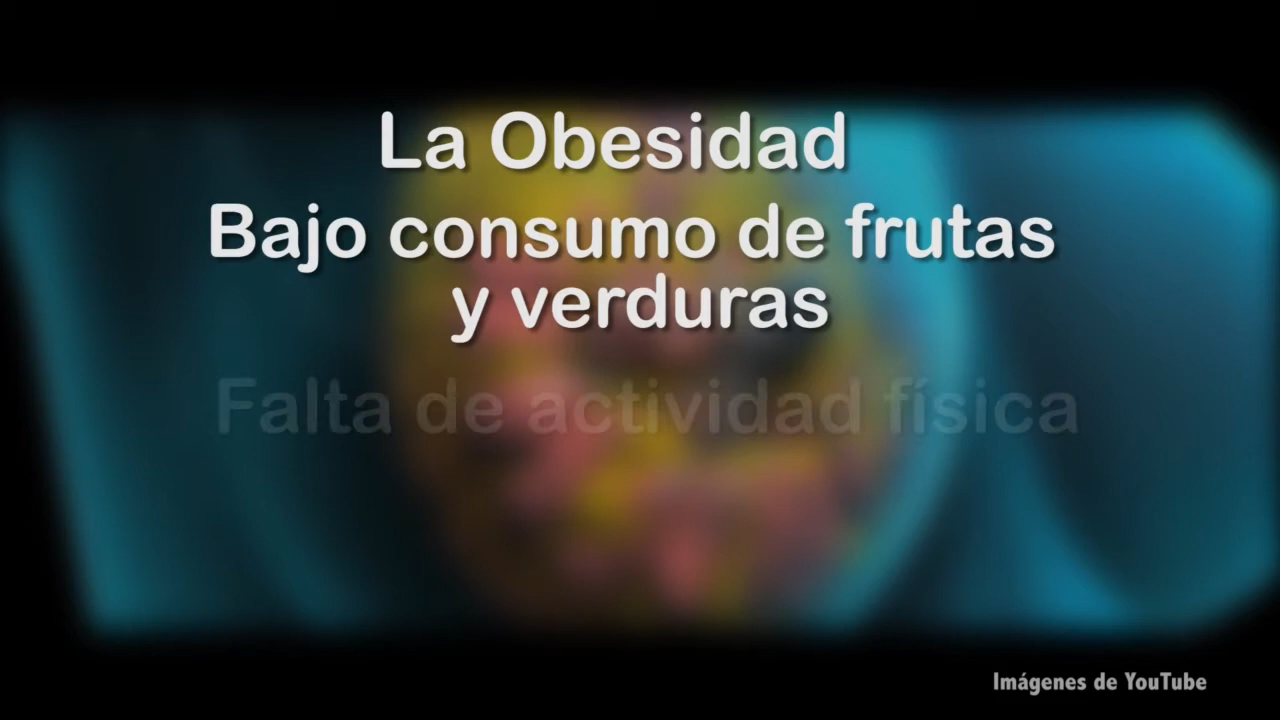 La Obesidad
Bajo consumo de frutas
y verduras
Falta de actividad física
Imágenes de YouTube